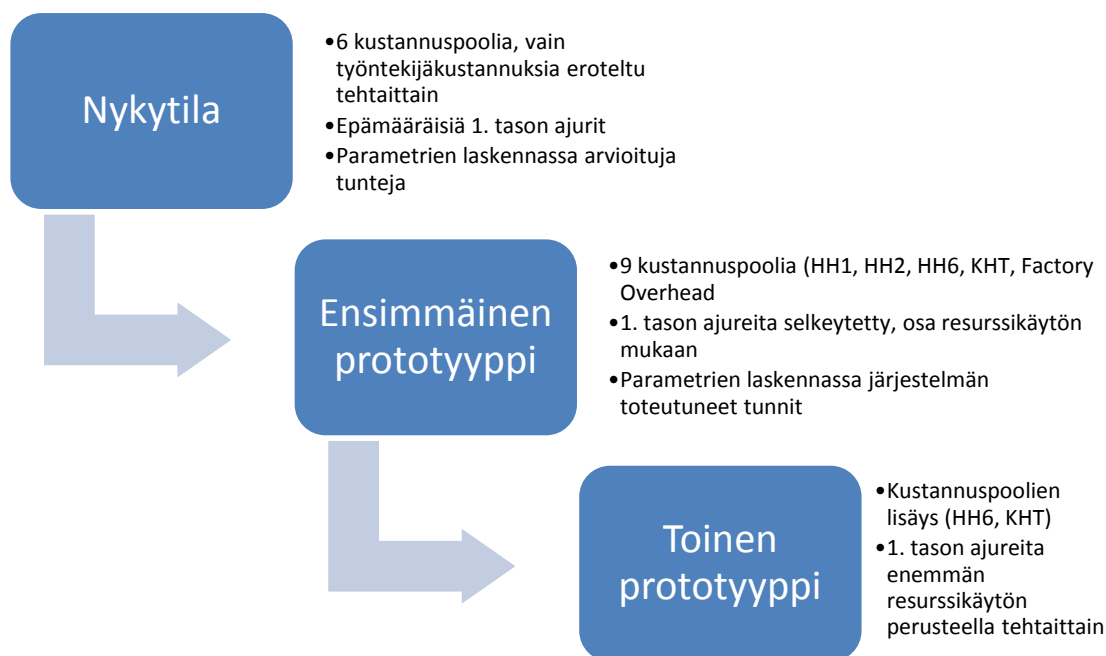 Nykytila
•6 kustannuspoolia, vain
työntekijäkustannuksia eroteltu
tehtaittain
•Epämääräisiä 1. tason ajurit
•Parametrien laskennassa arvioituja
tunteja
Ensimmäinen
prototyyppi
•9 kustannuspoolia (HH1, HH2, HH6, KHT, Factory
Overhead
•1. tason ajureita selkeytetty, osa resurssikäytön
mukaan
•Parametrien laskennassa järjestelmän
toteutuneet tunnit
Toinen
prototyyppi
•Kustannuspoolien
lisäys (HH6, KHT)
•1. tason ajureita
enemmän
resurssikäytön
perusteella tehtaittain